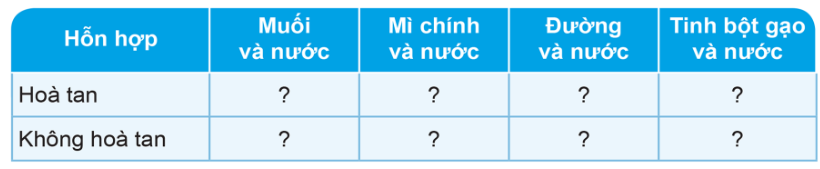 Hỗn hợp
Muối
và nước
Mì chính
và nước
Đường
và nước
Tinh bột gạo
và nước
Hoà tan ? ? ? ?
Không hoà tan ? ? ? ?